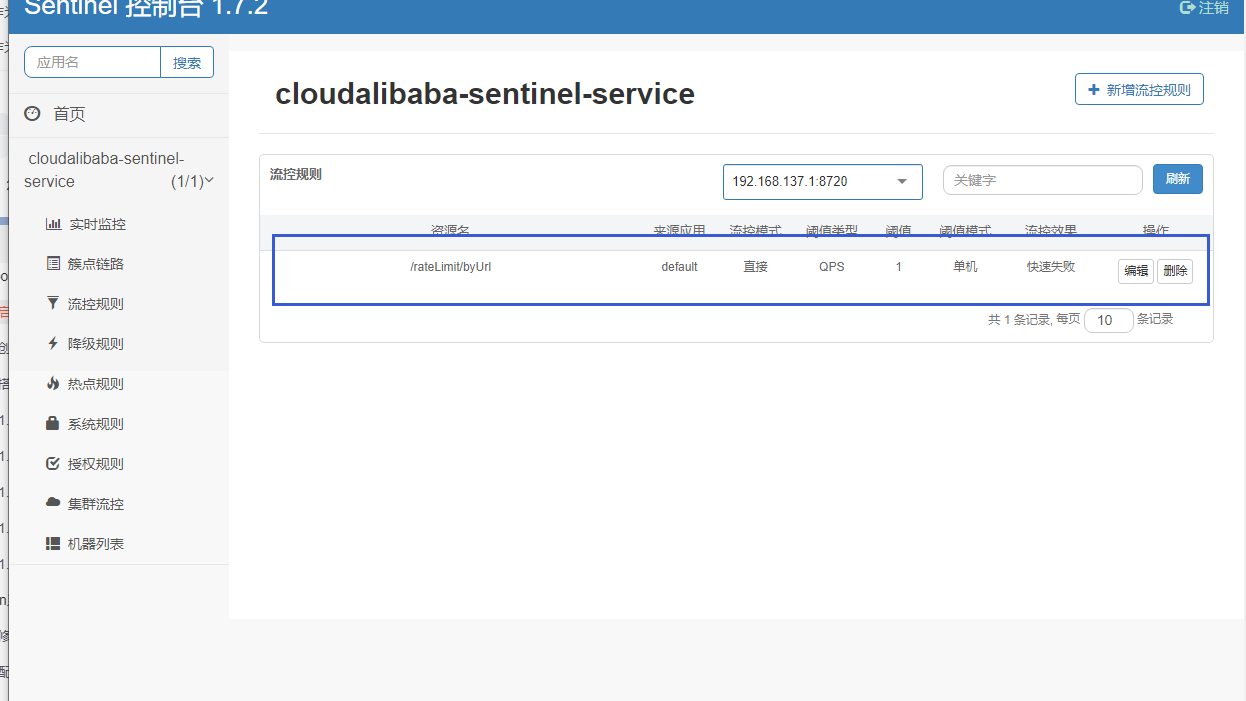 Sentinel 控制台 1.7.2
注销
应用名
搜索
首页
cloudalibaba-sentinel-service
(1/1)
实时监控
簇点链路
流控规则
降级规则
热点规则
系统规则
授权规则
集群流控
机器列表
cloudalibaba-sentinel-service
新增流控规则
流控规则
192.168.137.1:8720
关键字
刷新
资源名 来源应用 流控模式 阈值类型 阈值 阈值模式 流控效果 操作
/rateLimit/byUrl default 直接 QPS 1 单机 快速失败 编辑 删除
共 1 条记录, 每页 10 条记录